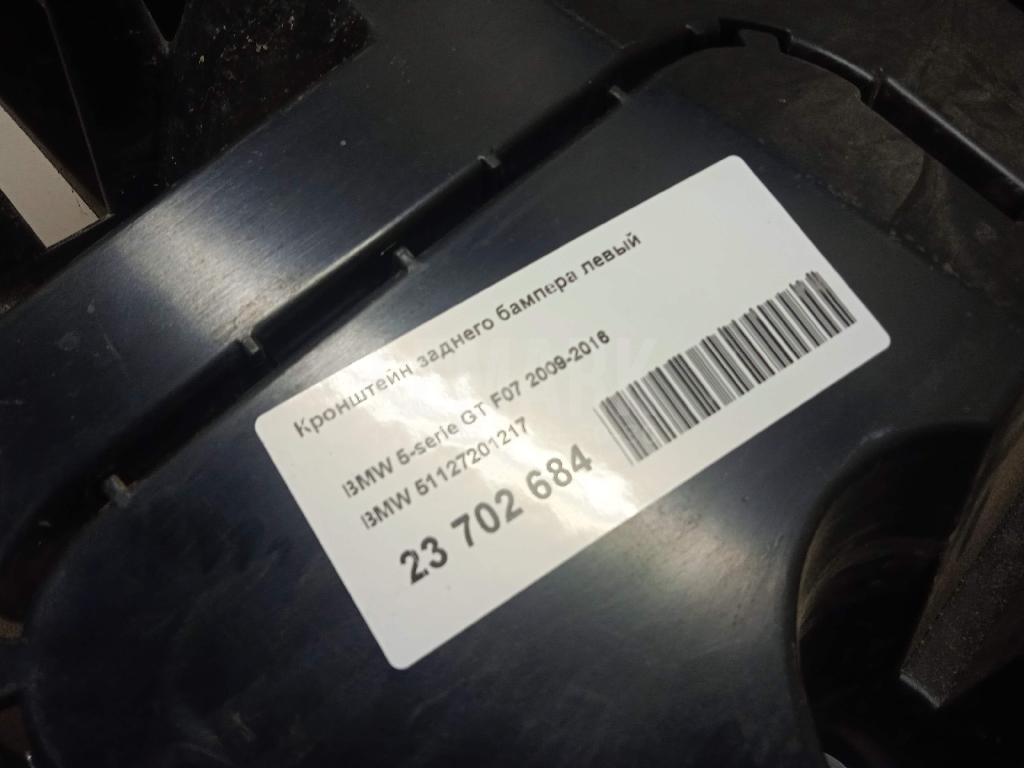 Кронштейн заднего бампера левый
BMW 5-serie GT F07 2009-2016
BMW 51127201217
23 702 684